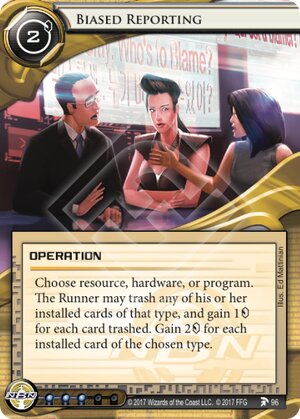 2
BIASED REPORTING
Who's to Blame?
OPERATION
Choose resource, hardware, or program.
The Runner may trash any of his or her
installed cards of that type, and gain 1
for each card trashed. Gain 2 for each
installed card of the chosen type.
Illus. Ed Mattinian
NBN
© 2017 Wizards of the Coast LLC. © 2017 FFG
96